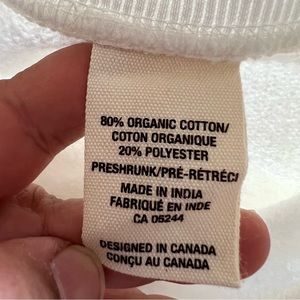 80% ORGANIC COTTON/
COTON ORGANIQUE
20% POLYESTER
PRESHRUNK/PRÉ-RÉTRÉCI
MADE IN INDIA
FABRIQUÉ EN INDE
CA 05244
DESIGNED IN CANADA
CONÇU AU CANADA